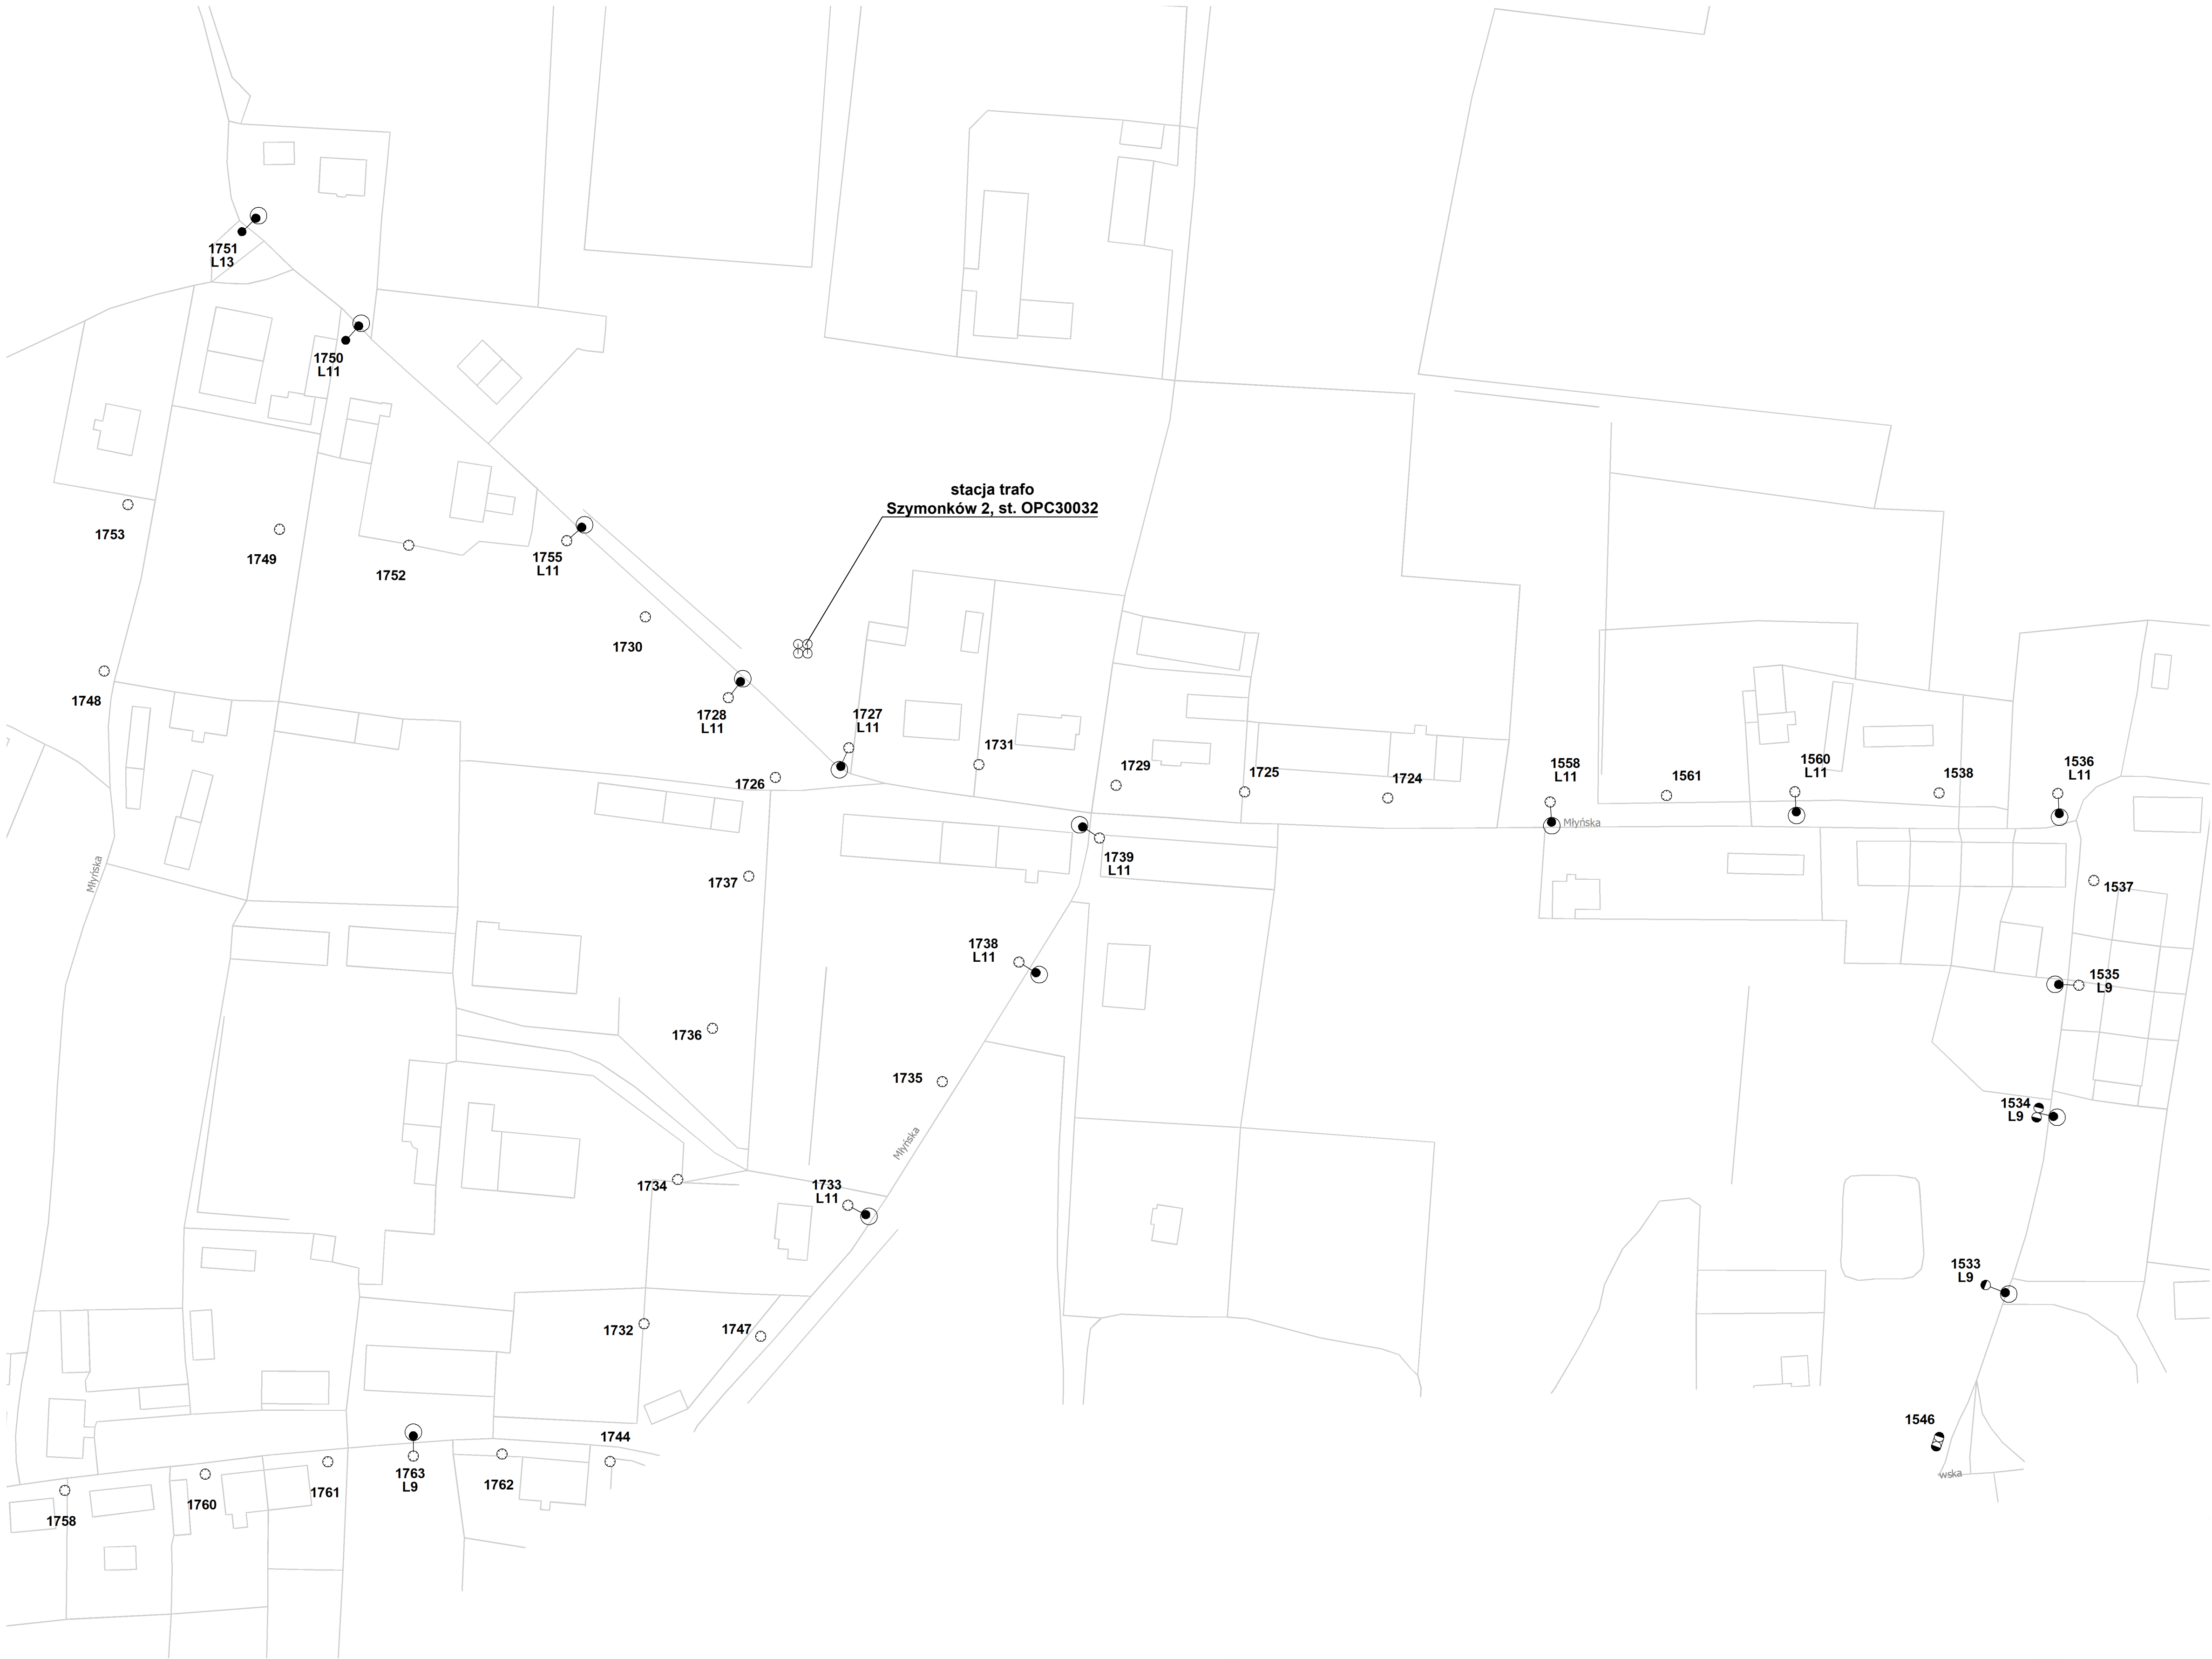 1751
L13
1750
L11
stacja trafo
Szymonków 2, st. OPC30032
1753
1749
1752
1755
L11
1730
1748
1728
L11
1727
L11
1731
1726
1729
1725
1724
1558
L11
1561
1560
L11
1538
1536
L11
Młyńska
Młyńska
1737
1739
L11
1537
1738
L11
1535
L9
1736
1735
1534
L9
Młyńska
1734
1733
L11
1533
L9
1732
1747
1546
wska
1744
1763
L9
1762
1761
1760
1758